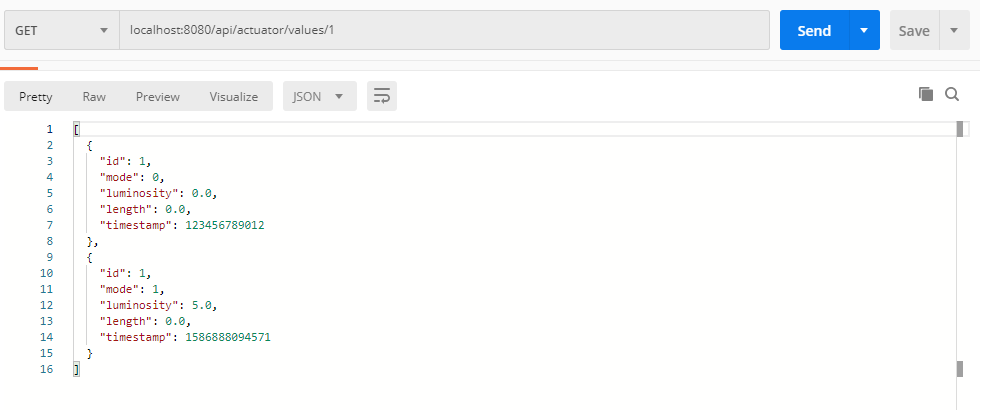 GET localhost:8080/api/actuator/values/1 Send Save
Pretty Raw Preview Visualize JSON
1 [
2 {
3 "id": 1,
4 "mode": 0,
5 "luminosity": 0.0,
6 "length": 0.0,
7 "timestamp": 123456789012
8 },
9 {
10 "id": 1,
11 "mode": 1,
12 "luminosity": 5.0,
13 "length": 0.0,
14 "timestamp": 1586888094571
15 }
16 ]